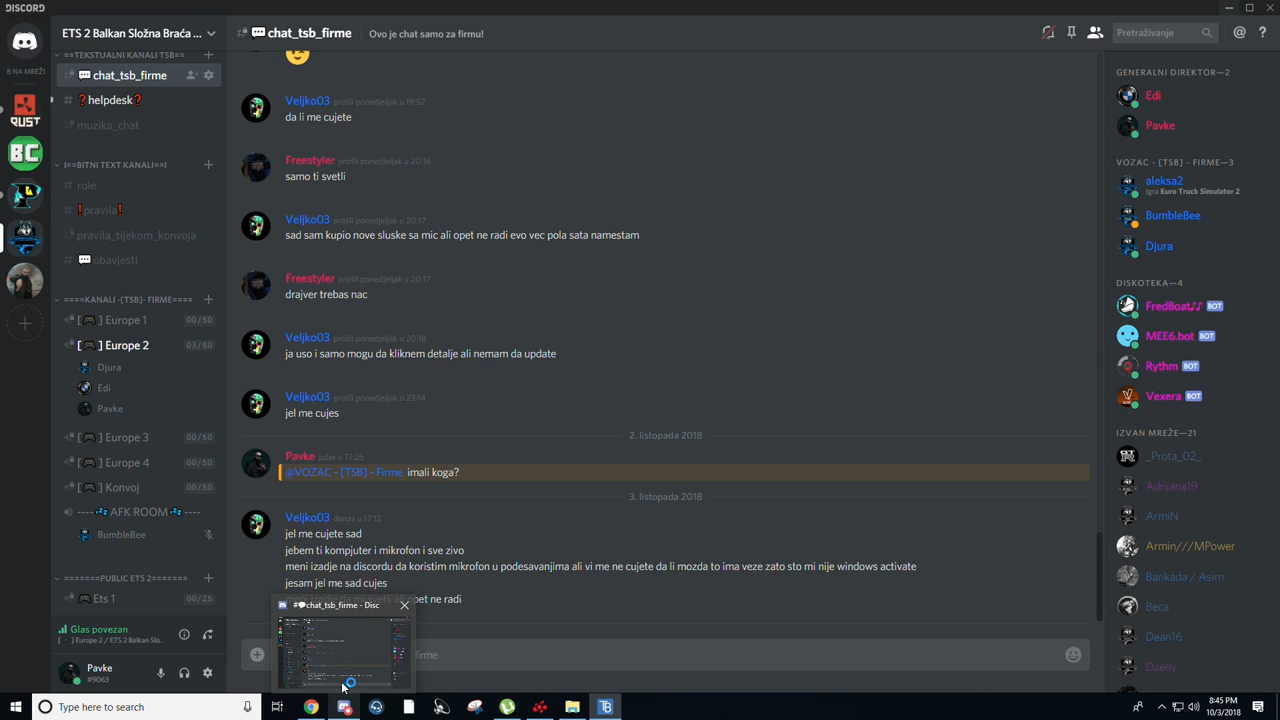 DISCORD
ETS 2 Balkan Složna Braća ...
chat_tsb_firme
Ovo je chat samo za firmu!
Pretraživanje
8 NA MREŽI
RUST
BC
==TEKSTUALNI KANALI TSB==
chat_tsb_firme
# ❓helpdesk❓
muzika_chat
I==BITNI TEXT KANALI==I
# role
# ❗pravila❗
pravila_tijekom_konvoja
# 💬obavjesti
====KANALI -[TSB]- FIRME====
[🎮] Europe 1 00/50
[🎮] Europe 2 03/50
Djura
Edi
Pavke
[🎮] Europe 3 00/50
[🎮] Europe 4 00/50
[🎮] Konvoj 00/50
----💤AFK ROOM💤----
BumbleBee
=======PUBLIC ETS 2=======
🎮 Ets 1 00/25
Glas povezan
[🎮] Europe 2 / ETS 2 Balkan Slo...
Pavke
#9063
Veljko03 prošli ponedjeljak u 19:52
da li me cujete
Freestyler prošli ponedjeljak u 20:16
samo ti svetli
Veljko03 prošli ponedjeljak u 20:17
sad sam kupio nove sluske sa mic ali opet ne radi evo vec pola sata namestam
Freestyler prošli ponedjeljak u 20:17
drajver trebas nac
Veljko03 prošli ponedjeljak u 20:18
ja uso i samo mogu da kliknem detalje ali nemam da update
Veljko03 prošli ponedjeljak u 23:14
jel me cujes
2. listopada 2018
Pavke jučer u 17:25
@VOZAC - [TSB] - Firme imali koga?
3. listopada 2018
Veljko03 danas u 17:12
jel me cujete sad
jebem ti kompjuter i mikrofon i sve zivo
meni izadje na discordu da koristim mikrofon u podesavanjima ali vi me ne cujete da li mozda to ima veze zato sto mi nije windows activate
jesam jel me sad cujes
meni i radje da mi svetli ali opet ne radi
#💬chat_tsb_firme - Disc
firme
GENERALNI DIREKTOR—2
Edi
Pavke
VOZAC - [TSB] - FIRME—3
aleksa2
Igra Euro Truck Simulator 2
BumbleBee
Djura
DISKOTEKA—4
FredBoat♪♪ BOT
MEE6.bot BOT
Rythm BOT
Vexera BOT
IZVAN MREŽE—21
_Prota_02_
Adrijana19
ArmiN
Armin///MPower
Barikada / Asim
Beca
Dean16
Dzeny
Type here to search
TB
8:45 PM
10/3/2018